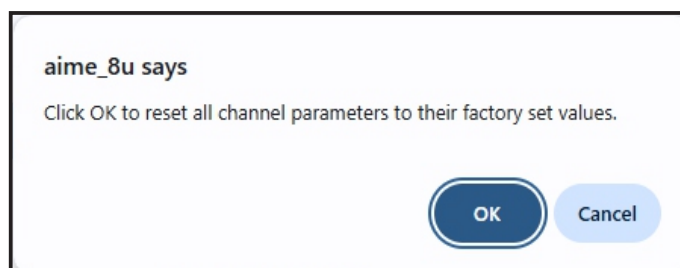 aime_8u says
Click OK to reset all channel parameters to their factory set values.
OK Cancel